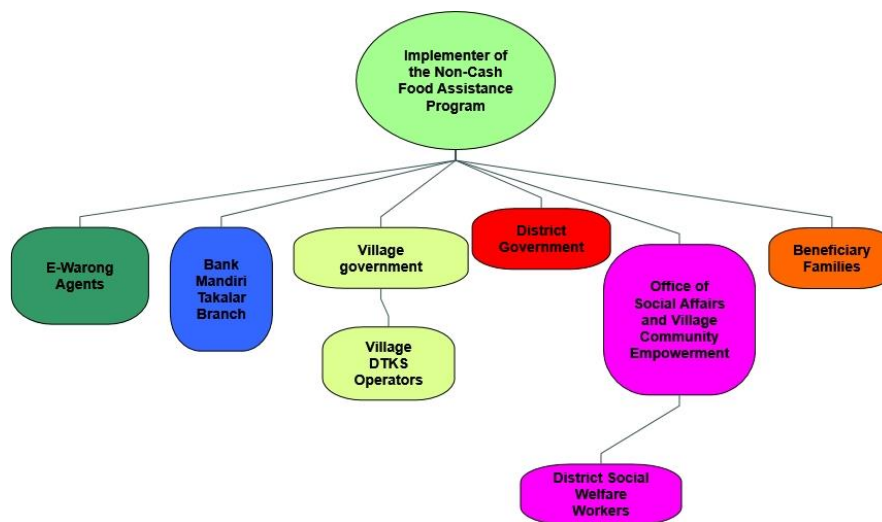 Implementer of
the Non-Cash
Food Assistance
Program
E-Warong
Agents
Bank
Mandiri
Takalar
Branch
Village
government
District
Government
Office of
Social Affairs
and Village
Community
Empowerment
Beneficiary
Families
Village
DTKS
Operators
District Social
Welfare
Workers